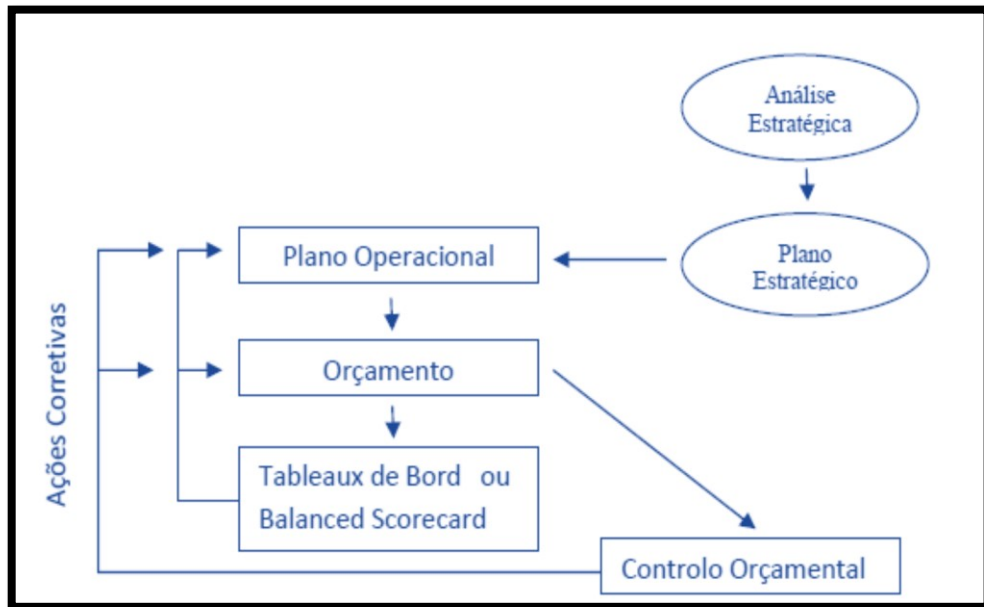 Análise
Estratégica
Plano Operacional
Plano
Estratégico
Ações Corretivas
Orçamento
Tableaux de Bord ou
Balanced Scorecard
Controlo Orçamental